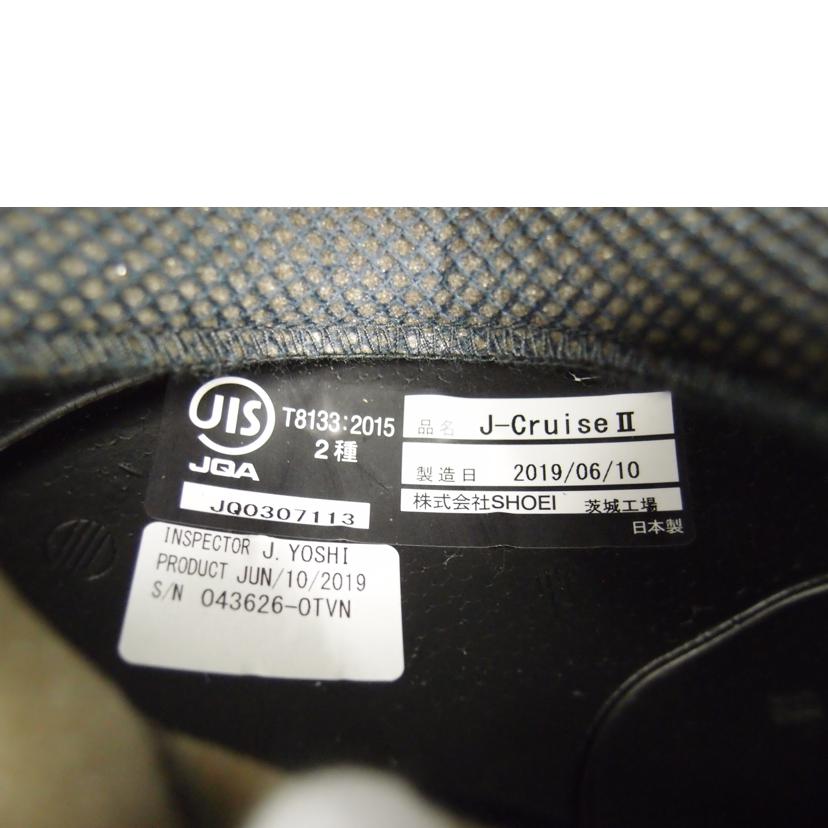 JIS
JQA
T8133:2015
2種
JQ0307113
品名 J-Cruise II
製造日 2019/06/10
株式会社SHOEI 茨城工場
日本製
INSPECTOR J. YOSHI
PRODUCT JUN/10/2019
S/N 043626-OTVN